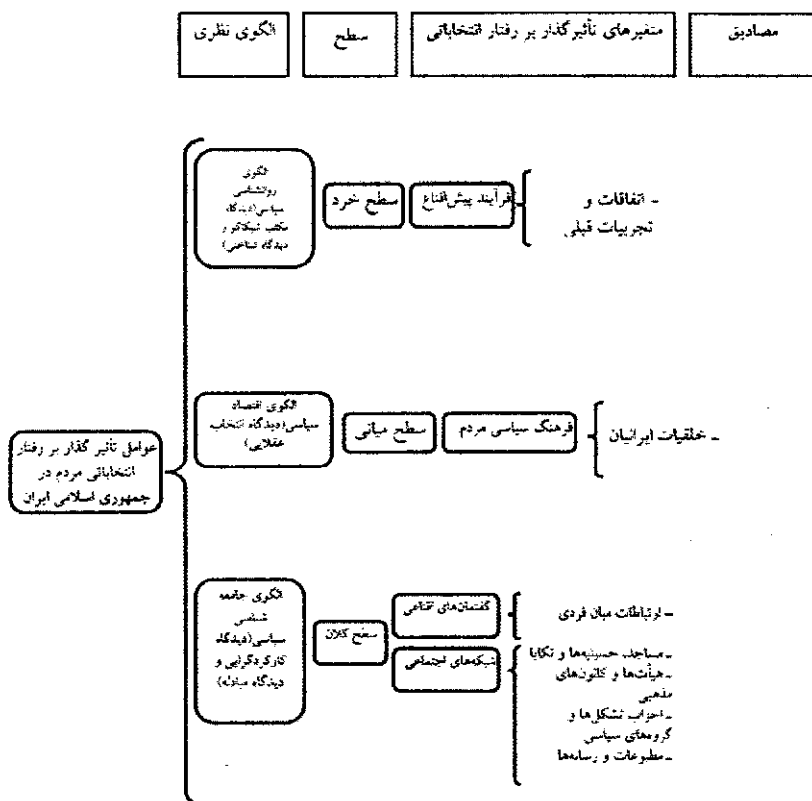 مصادیق
متغیرهای تأثیرگذار بر رفتار انتخاباتی
سطح
الگوی نظری
عوامل تأثیر گذار بر رفتار
انتخاباتی مردم در
جمهوری اسلامی ایران
الگوی
روانشناسی
سیاسی(دیدگاه
مکتب شیکاگو و
دیدگاه شناختی)
سطح خرد
فرآیند پیش‌اقناع
- اتفاقات و
تجربیات قبلی
الگوی اقتصاد
سیاسی(دیدگاه انتخاب
عقلایی)
سطح میانی
فرهنگ سیاسی مردم
- خلقیات ایرانیان
الگوی جامعه
شناسی
سیاسی(دیدگاه
کارکردگرایی و
دیدگاه مبادله)
سطح کلان
گفتمان‌های اقناعی
- ارتباطات میان فردی
شبکه‌های اجتماعی
- مساجد، حسینیه‌ها و تکایا
- هیأت‌ها و کانون‌های
مذهبی
- احزاب تشکل‌ها و
گروه‌های سیاسی
- مطبوعات و رسانه‌ها